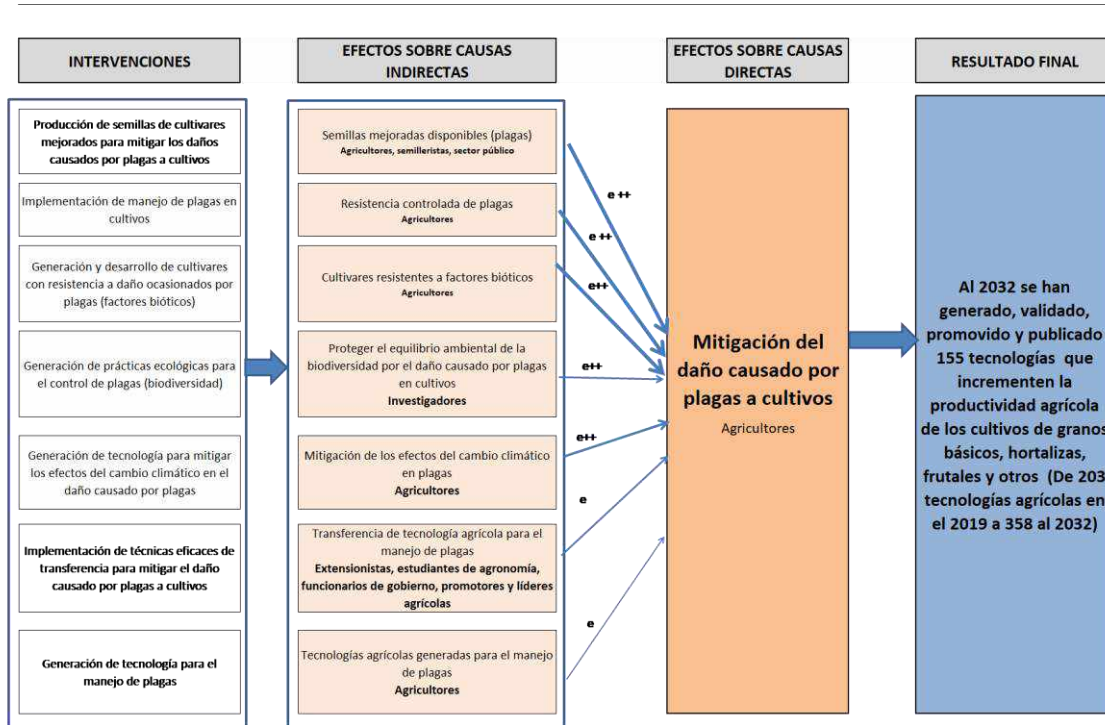 INTERVENCIONES
EFECTOS SOBRE CAUSAS
INDIRECTAS
EFECTOS SOBRE CAUSAS
DIRECTAS
RESULTADO FINAL
Producción de semillas de cultivares
mejorados para mitigar los daños
causados por plagas a cultivos
Implementación de manejo de plagas en
cultivos
Generación y desarrollo de cultivares
con resistencia a daño ocasionados por
plagas (factores bióticos)
Generación de prácticas ecológicas para
el control de plagas (biodiversidad)
Generación de tecnología para mitigar
los efectos del cambio climático en el
daño causado por plagas
Implementación de técnicas eficaces de
transferencia para mitigar el daño
causado por plagas a cultivos
Generación de tecnología para el
manejo de plagas
Semillas mejoradas disponibles (plagas)
Agricultores, semilleristas, sector público
Resistencia controlada de plagas
Agricultores
Cultivares resistentes a factores bióticos
Agricultores
Proteger el equilibrio ambiental de la
biodiversidad por el daño causado por plagas
en cultivos
Investigadores
Mitigación de los efectos del cambio climático
en plagas
Agricultores
Transferencia de tecnología agrícola para el
manejo de plagas
Extensionistas, estudiantes de agronomía,
funcionarios de gobierno, promotores y líderes
agrícolas
Tecnologías agrícolas generadas para el manejo
de plagas
Agricultores
e ++
e ++
e++
e++
e++
e
e
Mitigación del
daño causado por
plagas a cultivos
Agricultores
Al 2032 se han
generado, validado,
promovido y publicado
155 tecnologías que
incrementen la
productividad agrícola
de los cultivos de granos
básicos, hortalizas,
frutales y otros (De 203
tecnologías agrícolas en
el 2019 a 358 al 2032)